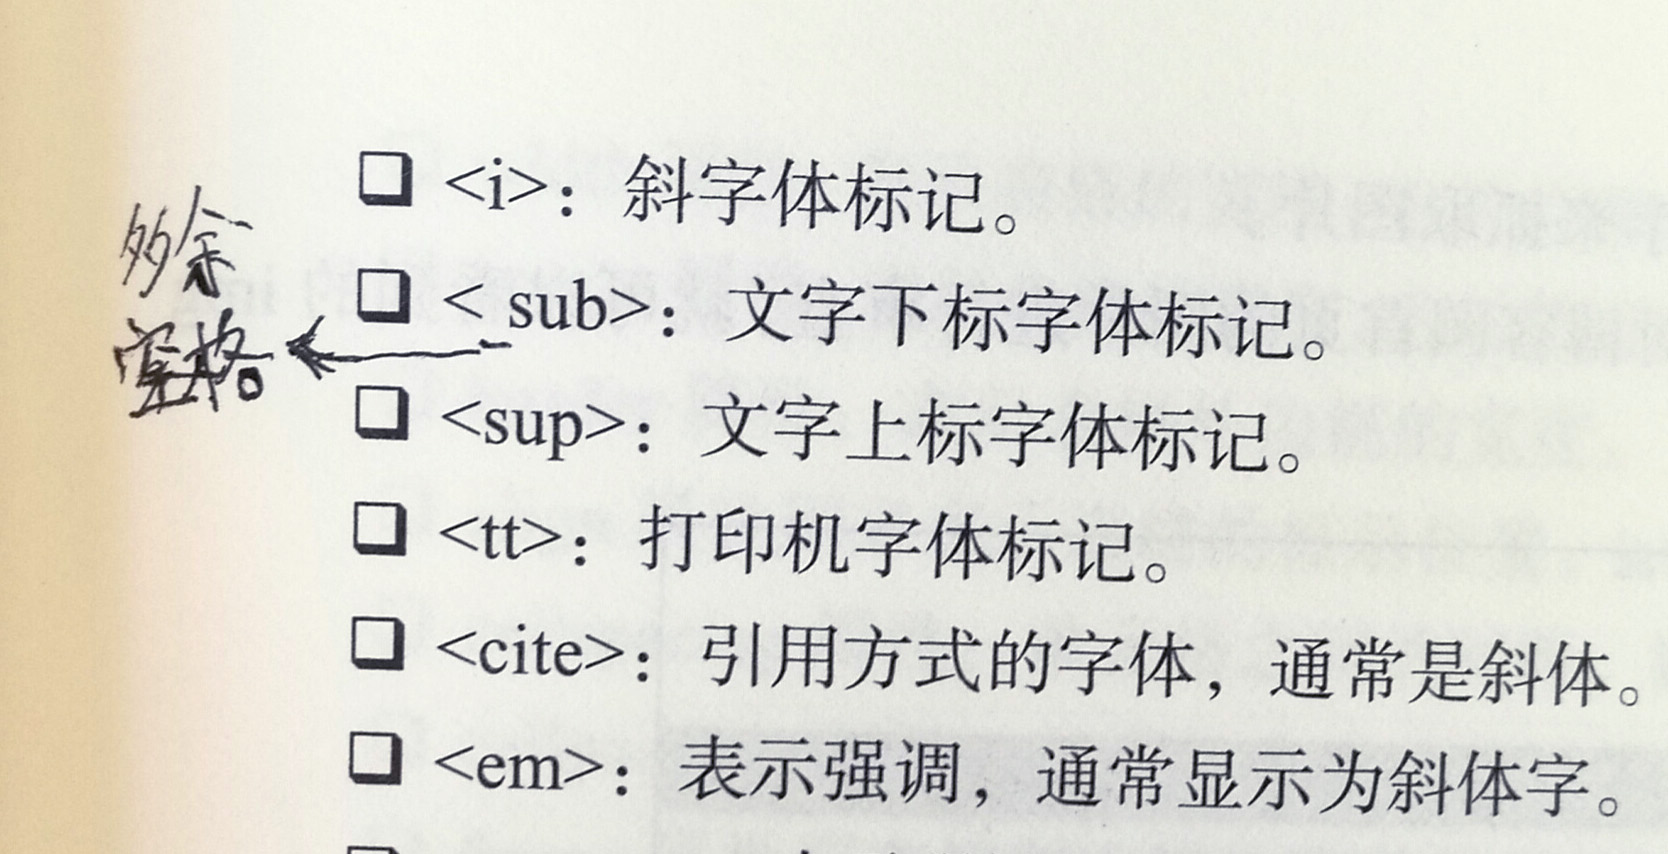 <i>：斜字体标记。
多余
空格。
< sub>：文字下标字体标记。
<sup>：文字上标字体标记。
<tt>：打印机字体标记。
<cite>：引用方式的字体，通常是斜体。
<em>：表示强调，通常显示为斜体字。